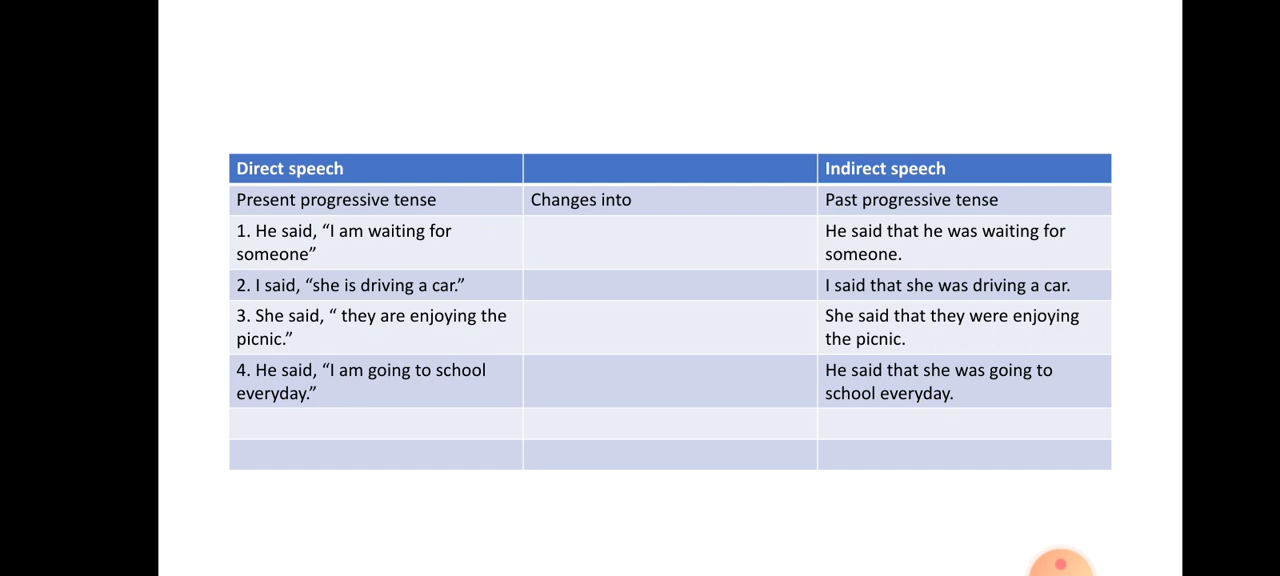 Direct speech
Indirect speech
Present progressive tense
Changes into
Past progressive tense
1. He said, “I am waiting for
someone”
He said that he was waiting for
someone.
2. I said, “she is driving a car.”
I said that she was driving a car.
3. She said, “ they are enjoying the
picnic.”
She said that they were enjoying
the picnic.
4. He said, “I am going to school
everyday.”
He said that she was going to
school everyday.